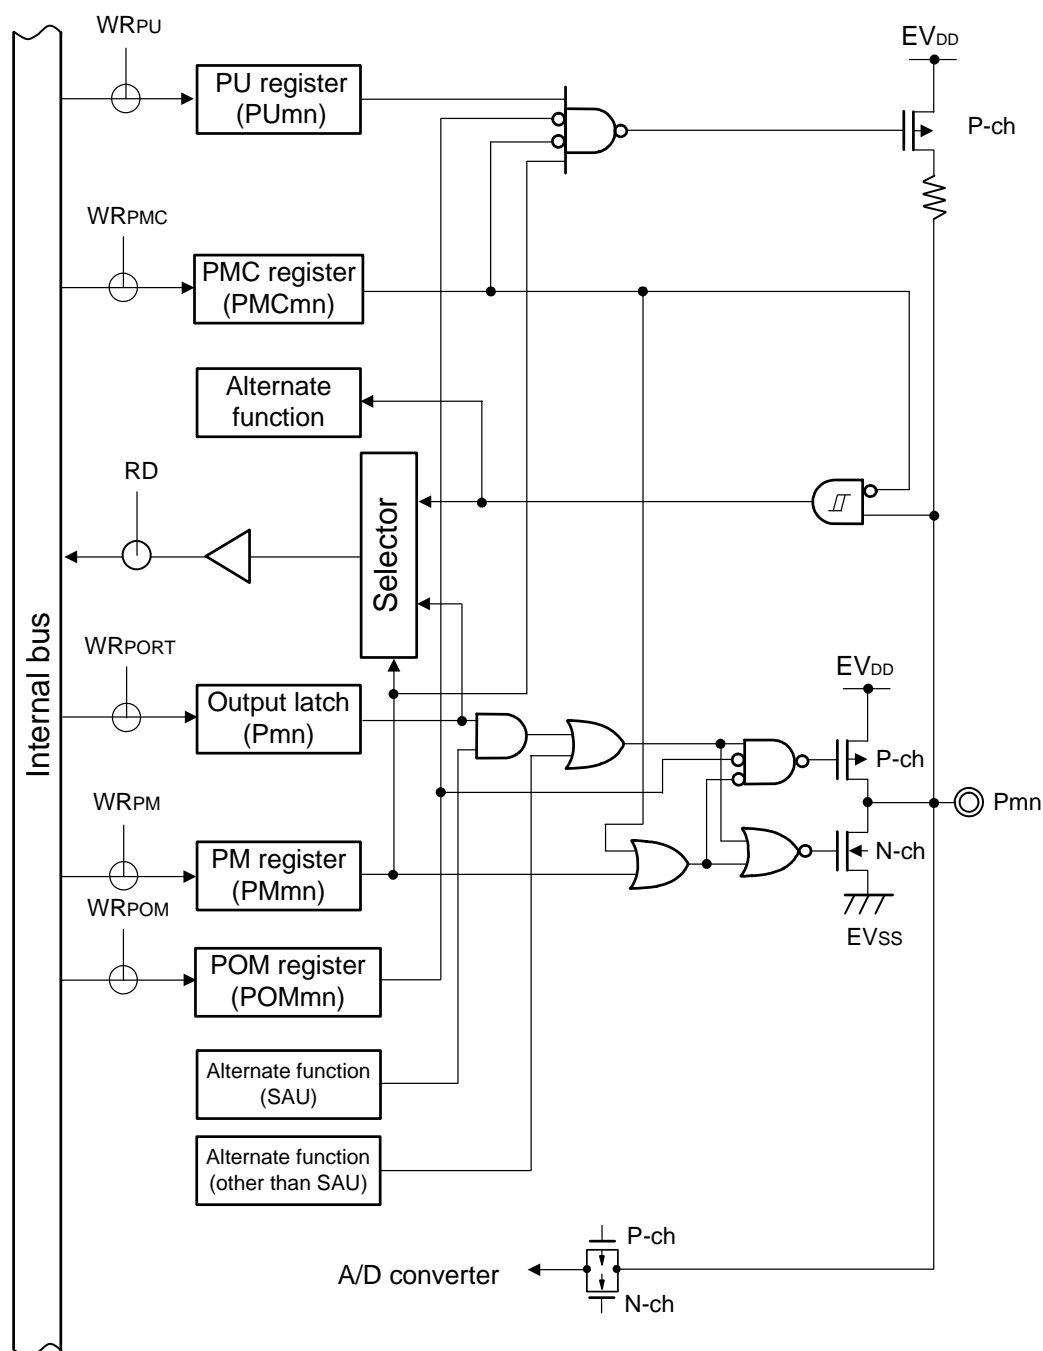 WRPU
EVDD
PU register
(PUmn)
P-ch
WRPMC
PMC register
(PMCmn)
Alternate
function
RD
Selector
Internal bus
WRPORT
EVDD
Output latch
(Pmn)
P-ch
WRPM
Pmn
PM register
(PMmn)
N-ch
WRPOM
EVSS
POM register
(POMmn)
Alternate function
(SAU)
Alternate function
(other than SAU)
P-ch
A/D converter
N-ch